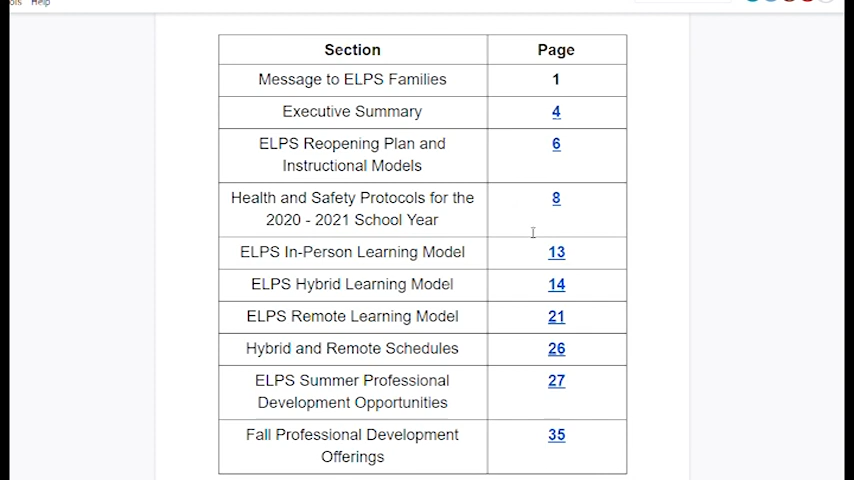 ols Help
Section Page
Message to ELPS Families 1
Executive Summary 4
ELPS Reopening Plan and 6
Instructional Models
Health and Safety Protocols for the 8
2020 - 2021 School Year
ELPS In-Person Learning Model 13
ELPS Hybrid Learning Model 14
ELPS Remote Learning Model 21
Hybrid and Remote Schedules 26
ELPS Summer Professional 27
Development Opportunities
Fall Professional Development 35
Offerings